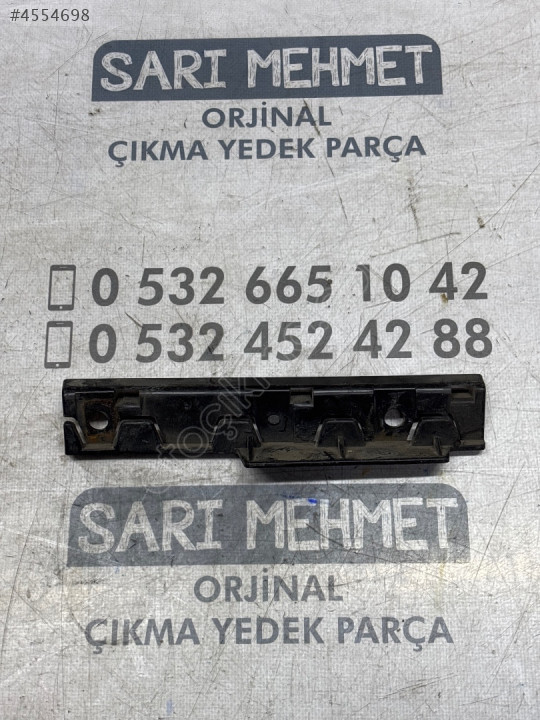 #4554698
SARI MEHMET
ORJİNAL
ÇIKMA YEDEK PARÇA
0 532 665 10 42
0 532 452 42 88
otoçık
SARI MEHMET
ORJİNAL
ÇIKMA YEDEK PARÇA